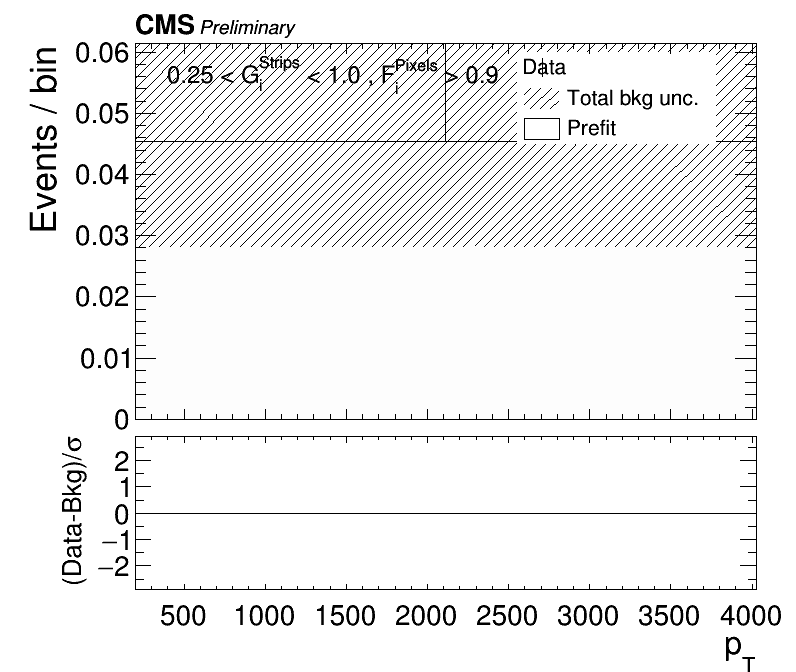 CMS Preliminary
0.25 < G_i^Strips < 1.0 , F_i^Pixels > 0.9
Data
Total bkg unc.
Prefit
Events / bin
0.06
0.05
0.04
0.03
0.02
0.01
0
(Data-Bkg)/σ
2
1
0
−1
−2
500 1000 1500 2000 2500 3000 3500 4000
p_T